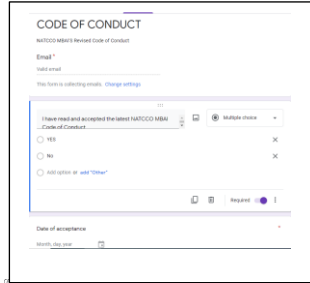 CODE OF CONDUCT
NATCCO MBAI'S Revised Code of Conduct
Email *
Valid email
This form is collecting emails. Change settings
I have read and accepted the latest NATCCO MBAI
Code of Conduct
Multiple choice
YES
No
Add option or add "Other"
Required
Date of acceptance *
Month, day, year